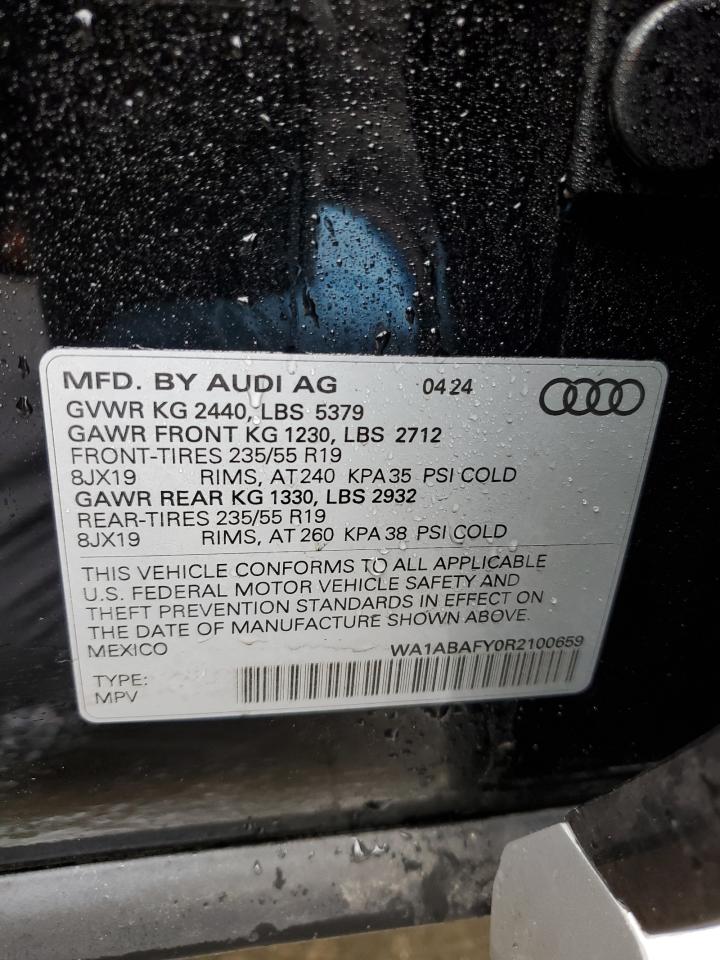 MFD. BY AUDI AG 04 24
GVWR KG 2440, LBS 5379
GAWR FRONT KG 1230, LBS 2712
FRONT-TIRES 235/55 R19
8JX19 RIMS, AT 240 KPA 35 PSI COLD
GAWR REAR KG 1330, LBS 2932
REAR-TIRES 235/55 R19
8JX19 RIMS, AT 260 KPA 38 PSI COLD
THIS VEHICLE CONFORMS TO ALL APPLICABLE
U.S. FEDERAL MOTOR VEHICLE SAFETY AND
THEFT PREVENTION STANDARDS IN EFFECT ON
THE DATE OF MANUFACTURE SHOWN ABOVE.
MEXICO WA1ABAFY0R2100659
TYPE:
MPV